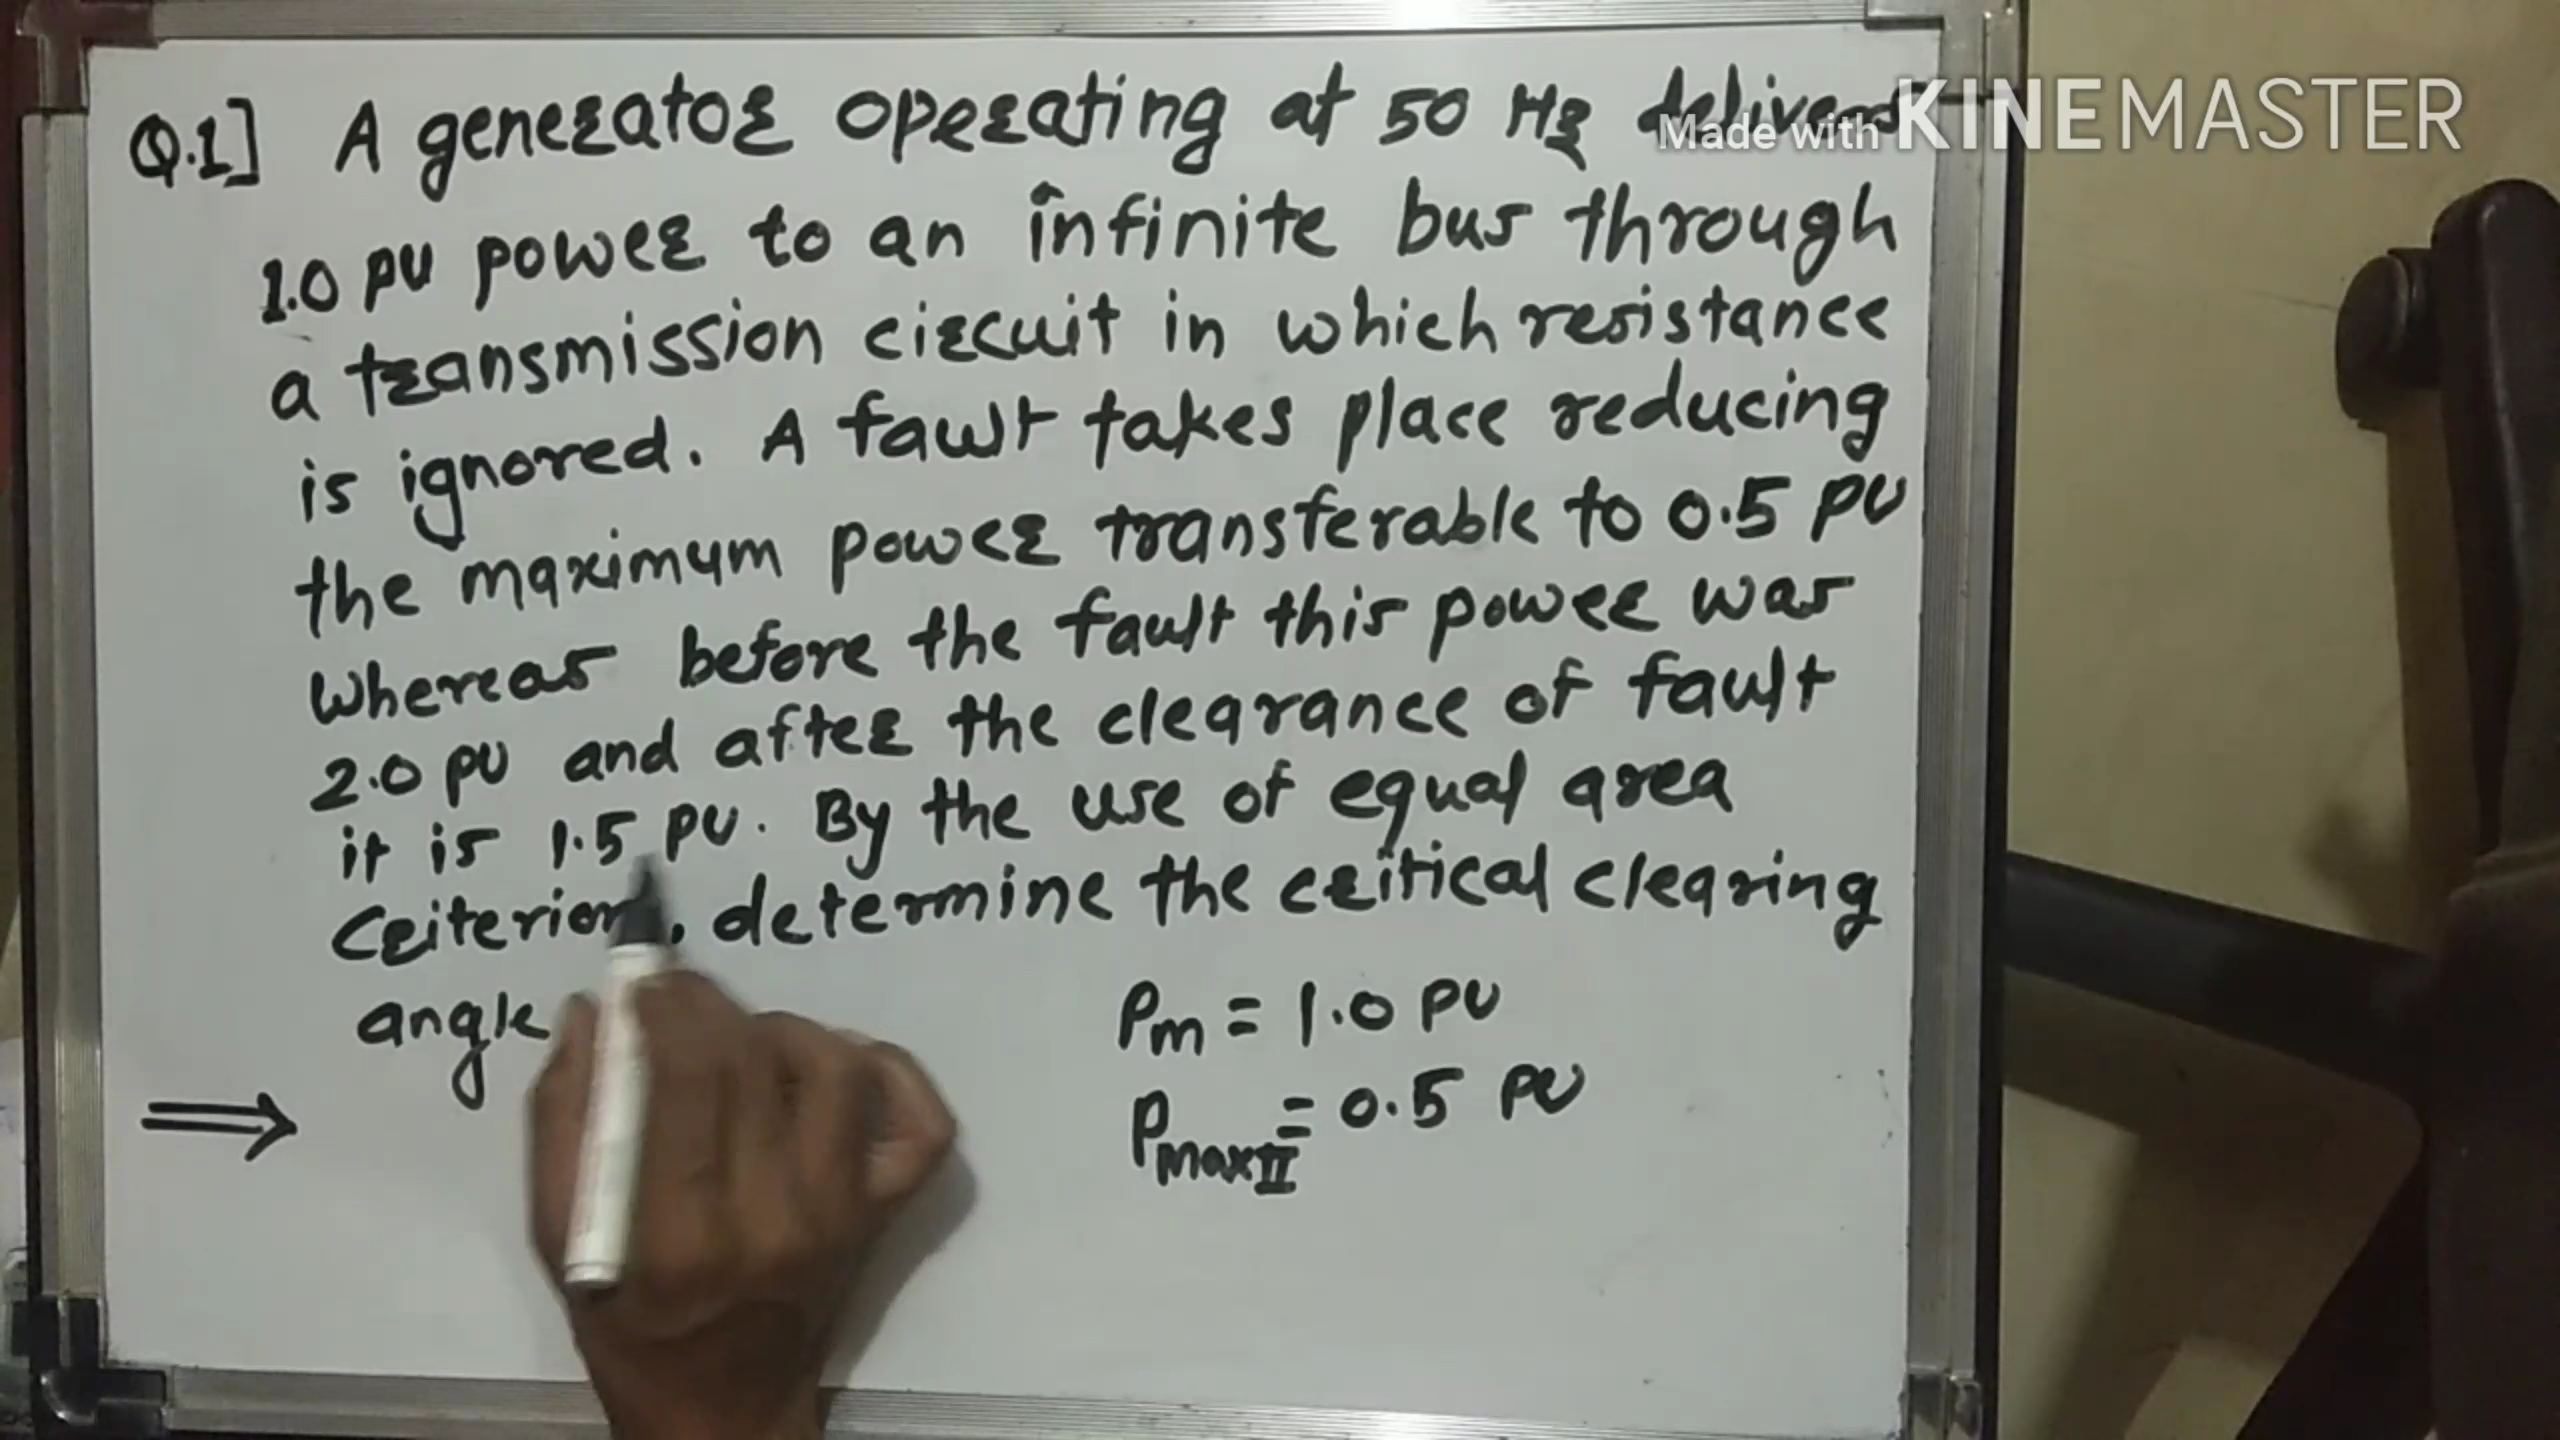 Q.1] A generator operating at 50 Hz delivers
1.0 PU power to an infinite bus through
a transmission circuit in which resistance
is ignored. A fault takes place reducing
the maximum power transferable to 0.5 PU
whereas before the fault this power was
2.0 PU and after the clearance of fault
it is 1.5 PU. By the use of equal area
criterion, determine the critical clearing
angle
Pm = 1.0 PU
PmaxII = 0.5 PU
Made with KINEMASTER